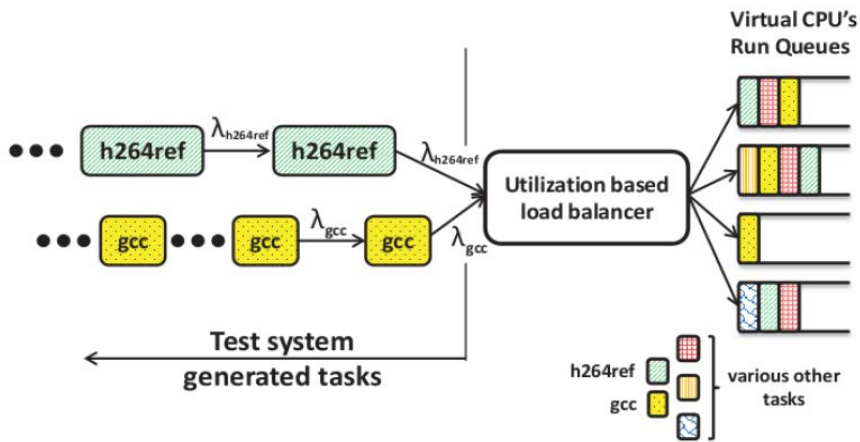 Virtual CPU's
Run Queues
h264ref
λh264ref
h264ref
λh264ref
Utilization based
load balancer
gcc
gcc
λgcc
gcc
λgcc
Test system
generated tasks
h264ref
gcc
various other
tasks